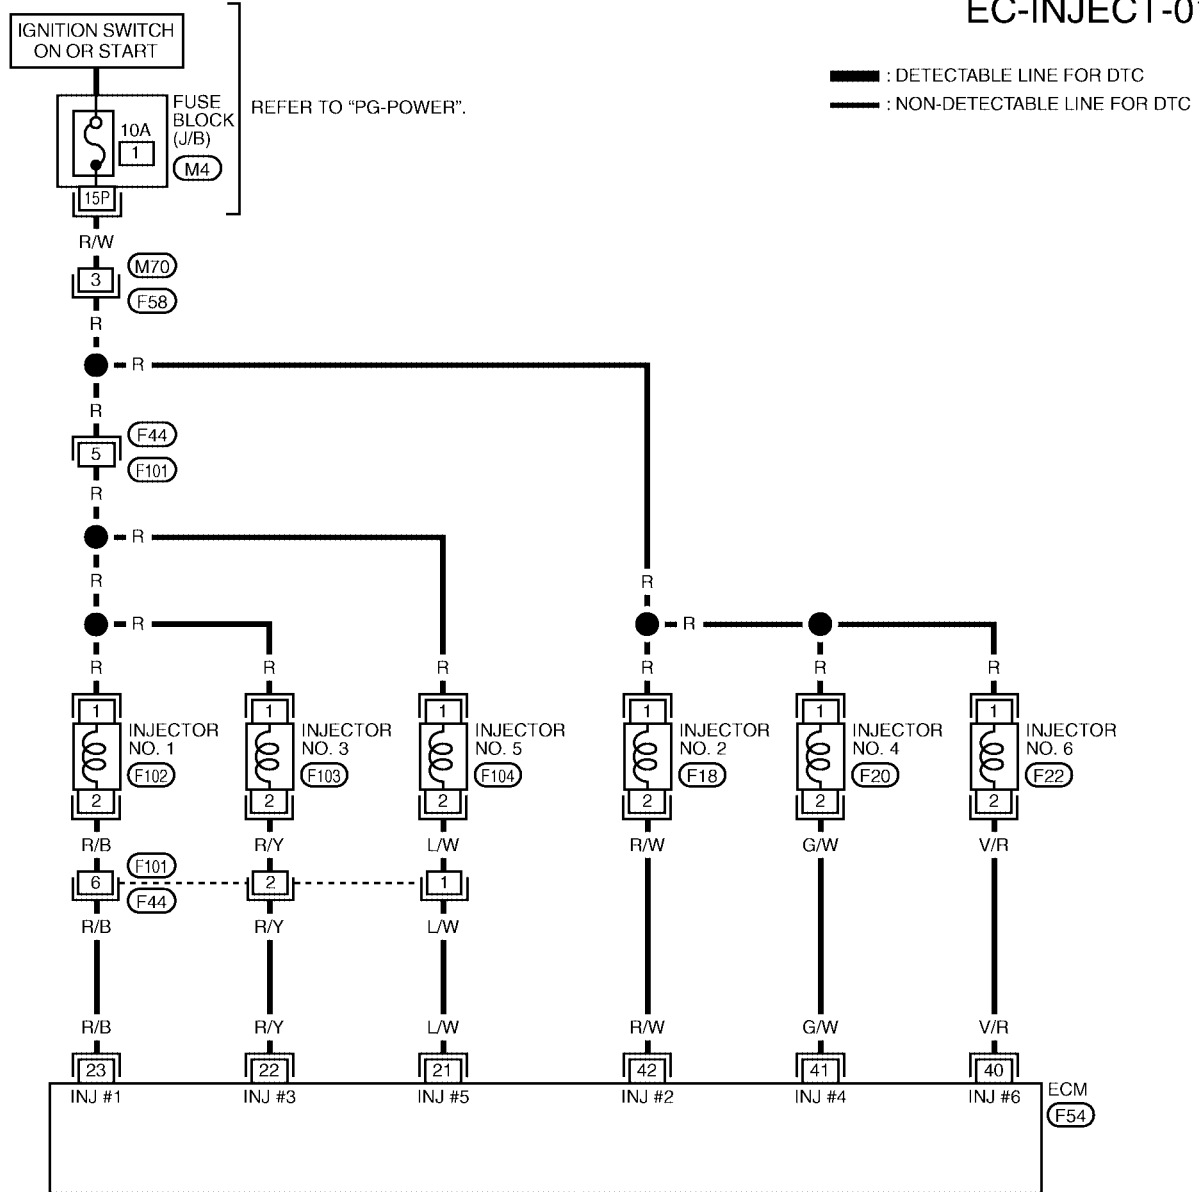 EC-INJECT-01
IGNITION SWITCH
ON OR START
: DETECTABLE LINE FOR DTC
: NON-DETECTABLE LINE FOR DTC
FUSE
BLOCK
(J/B)
REFER TO "PG-POWER".
10A
1
M4
15P
R/W
3
M70
F58
R
R
R
F44
5
F101
R
R
R
R
R
R
R
R
R
R
R
R
1
1
1
1
1
1
INJECTOR
NO. 1
F102
INJECTOR
NO. 3
F103
INJECTOR
NO. 5
F104
INJECTOR
NO. 2
F18
INJECTOR
NO. 4
F20
INJECTOR
NO. 6
F22
2
2
2
2
2
2
R/B
R/Y
L/W
R/W
G/W
V/R
F101
6
2
1
F44
R/B
R/Y
L/W
R/B
R/Y
L/W
R/W
G/W
V/R
23
22
21
42
41
40
INJ #1
INJ #3
INJ #5
INJ #2
INJ #4
INJ #6
ECM
F54